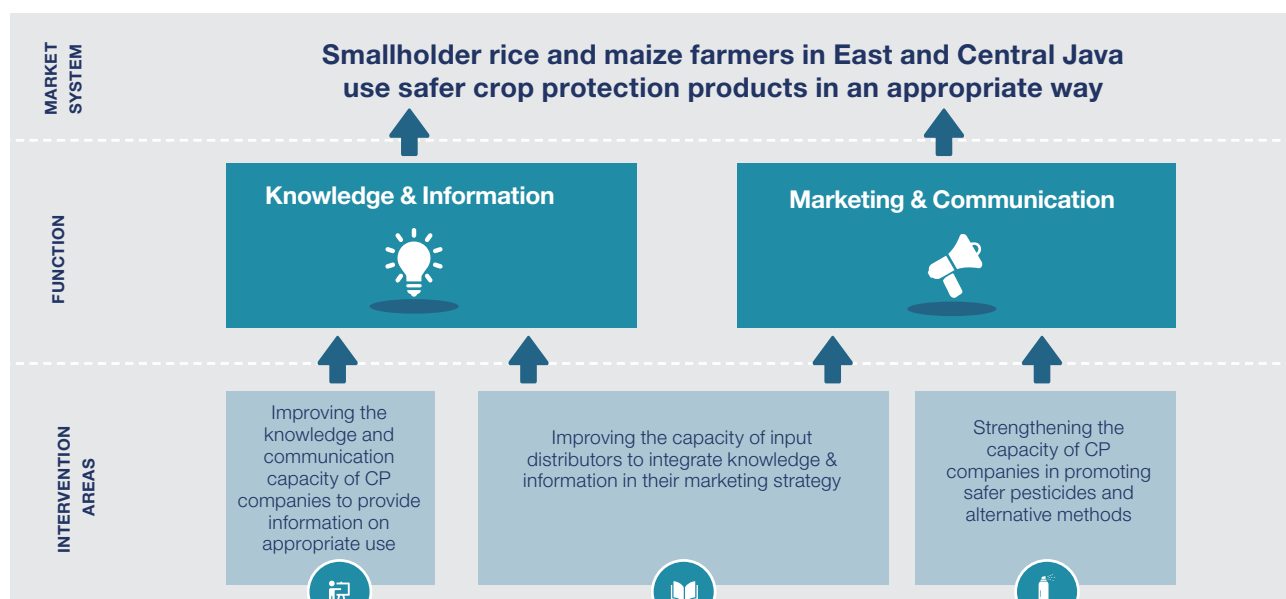 MARKET
SYSTEM
Smallholder rice and maize farmers in East and Central Java
use safer crop protection products in an appropriate way
FUNCTION
Knowledge & Information
Marketing & Communication
INTERVENTION
AREAS
Improving the
knowledge and
communication
capacity of CP
companies to provide
information on
appropriate use
Improving the capacity of input
distributors to integrate knowledge &
information in their marketing strategy
Strengthening the
capacity of CP
companies in promoting
safer pesticides and
alternative methods